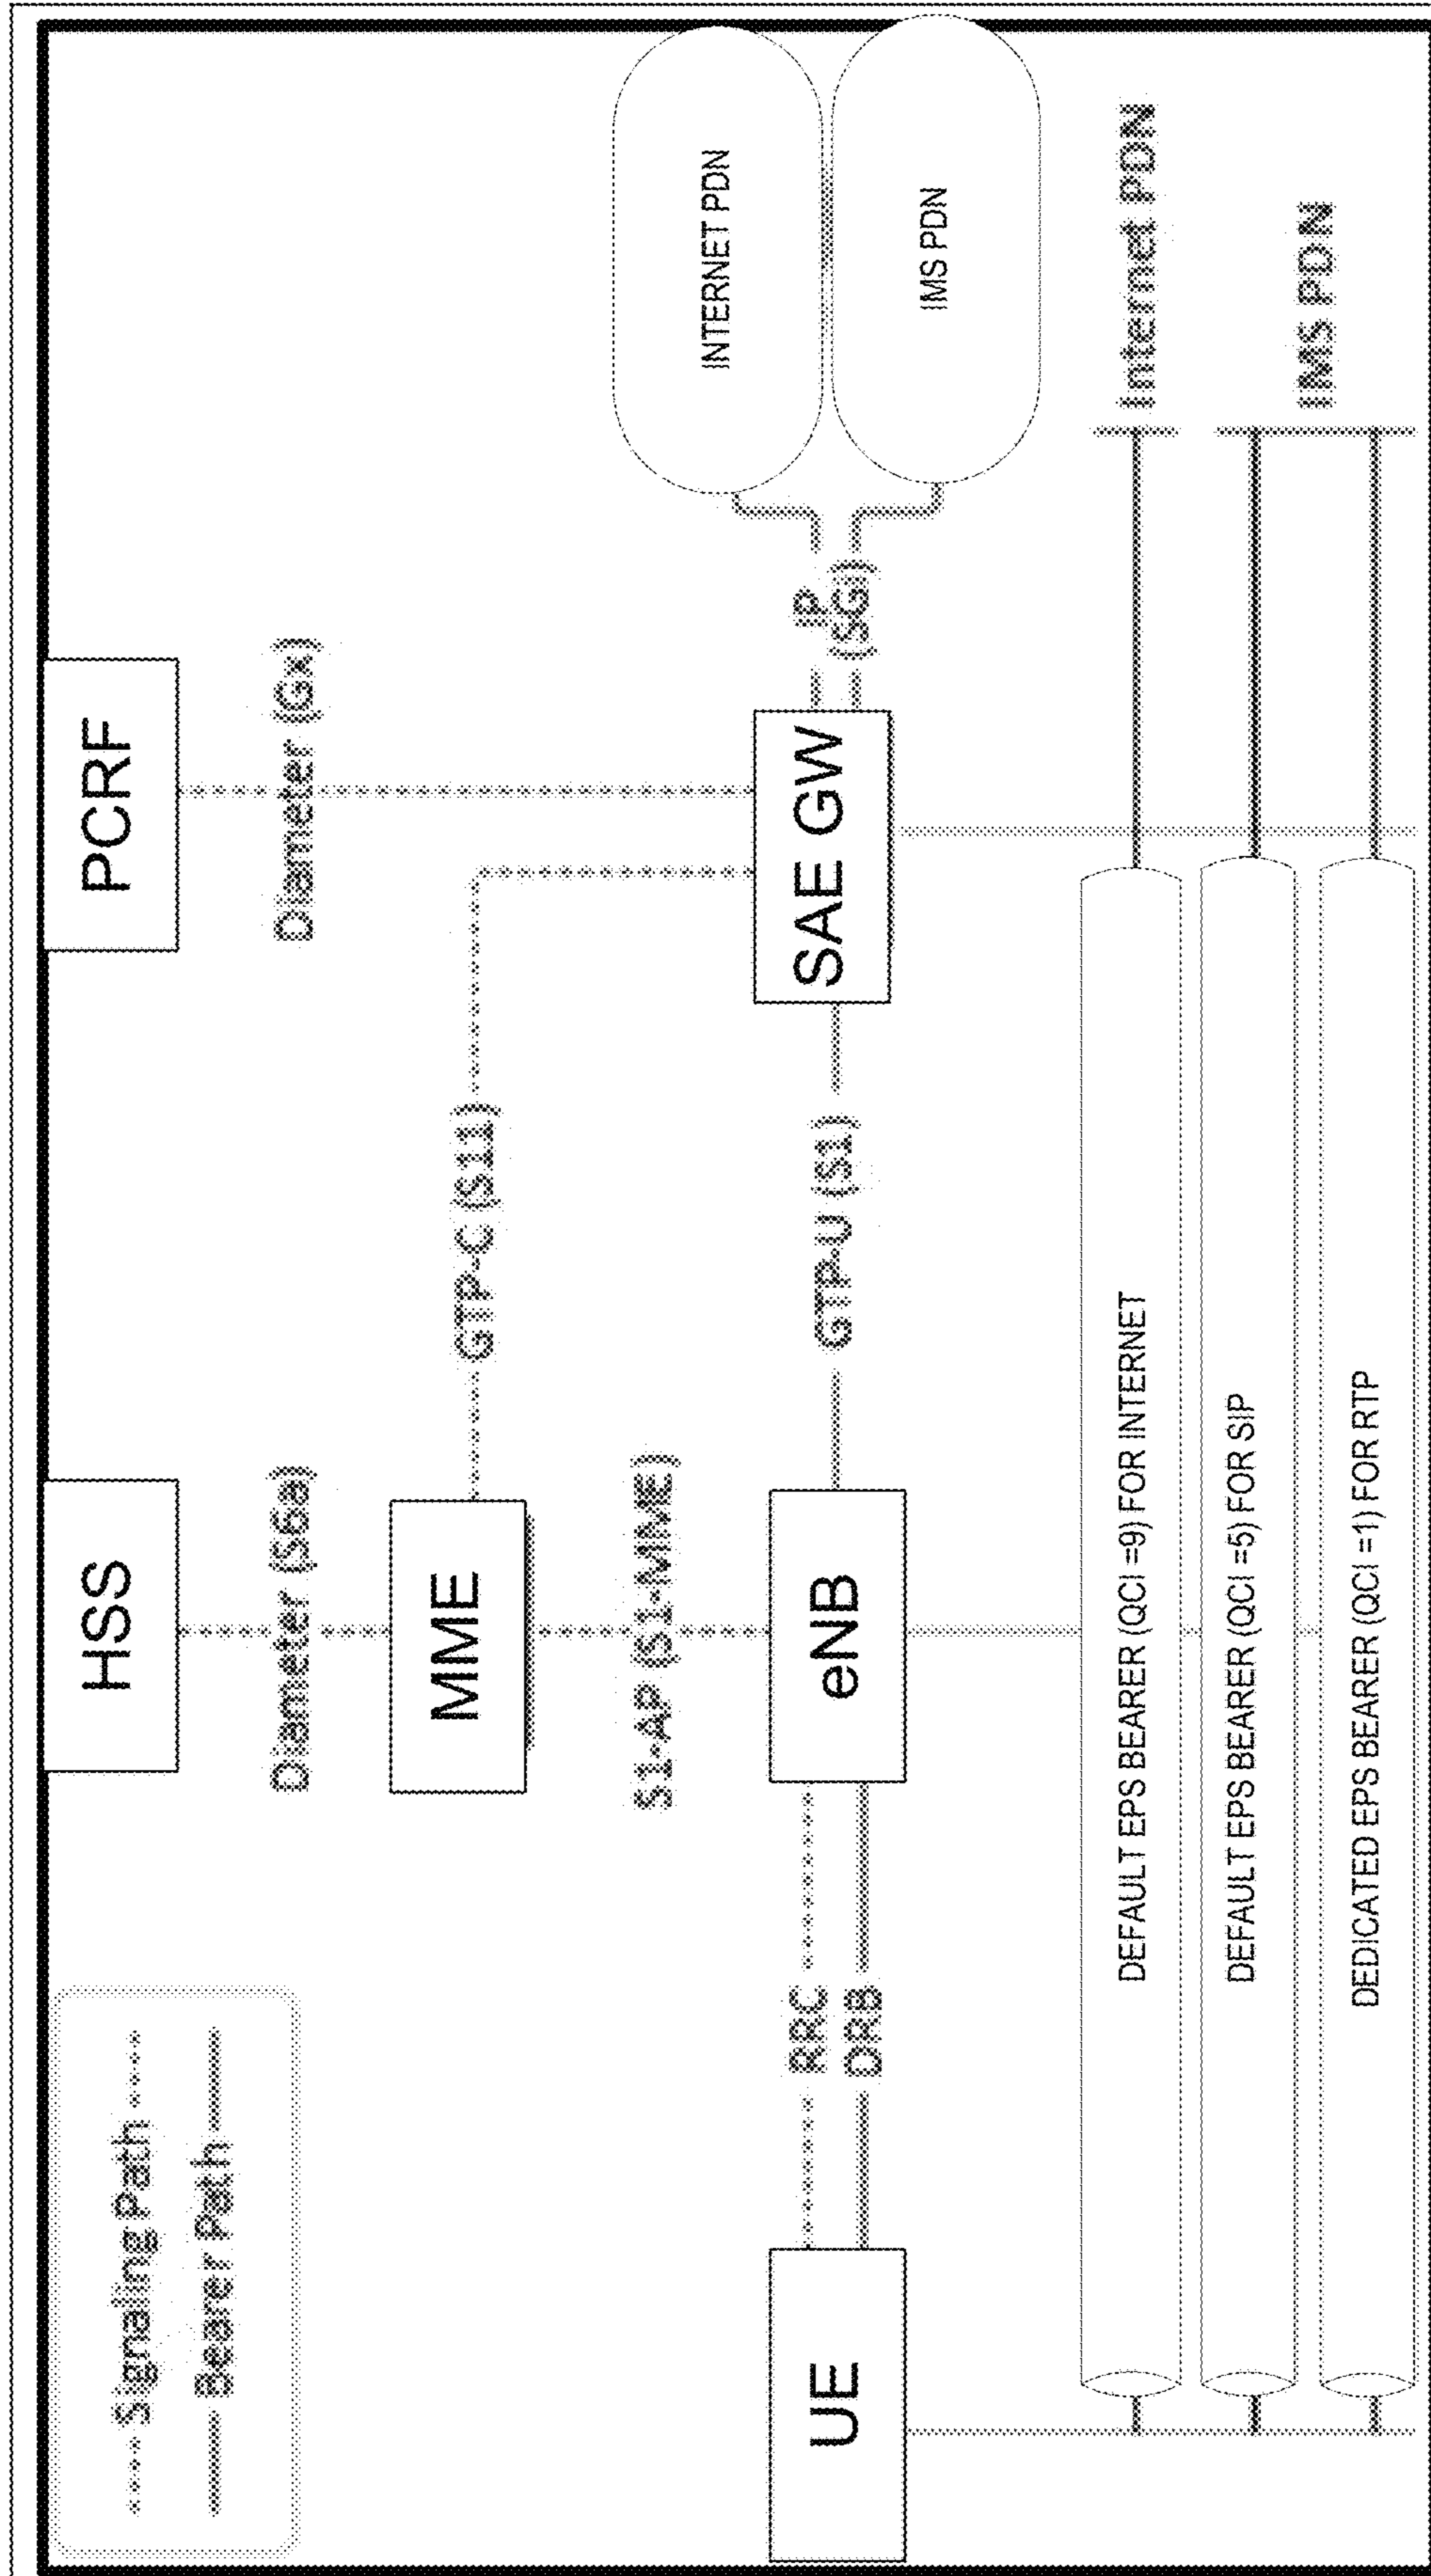 Signaling Path
Bearer Path
HSS
PCRF
Diameter (S6a)
Diameter (Gx)
MME
GTP-C (S11)
S1-AP (S1-MME)
INTERNET PDN
IMS PDN
UE
RRC
DRB
eNB
GTP-U (S1)
SAE GW
IP
(SGi)
DEFAULT EPS BEARER (QCI =9) FOR INTERNET
Internet PDN
DEFAULT EPS BEARER (QCI =5) FOR SIP
IMS PDN
DEDICATED EPS BEARER (QCI =1) FOR RTP